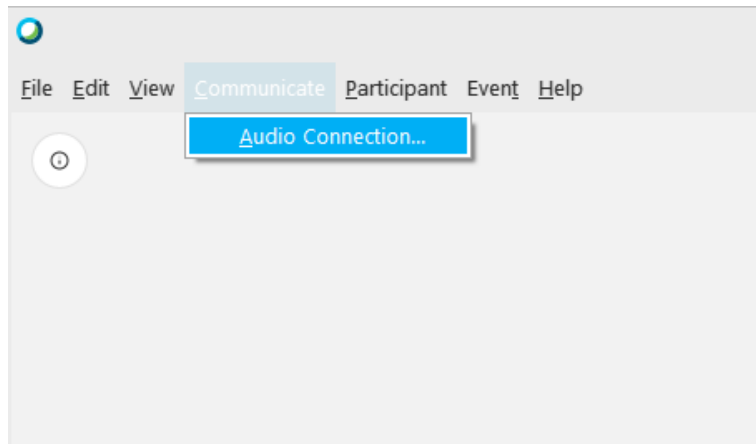 File Edit View Communicate Participant Event Help
Audio Connection...